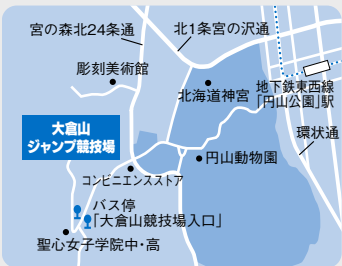 宮の森北24条通
北1条宮の沢通
彫刻美術館
北海道神宮
地下鉄東西線
「円山公園」駅
大倉山
ジャンプ競技場
環状通
円山動物園
コンビニエンスストア
バス停
「大倉山競技場入口」
聖心女子学院中・高